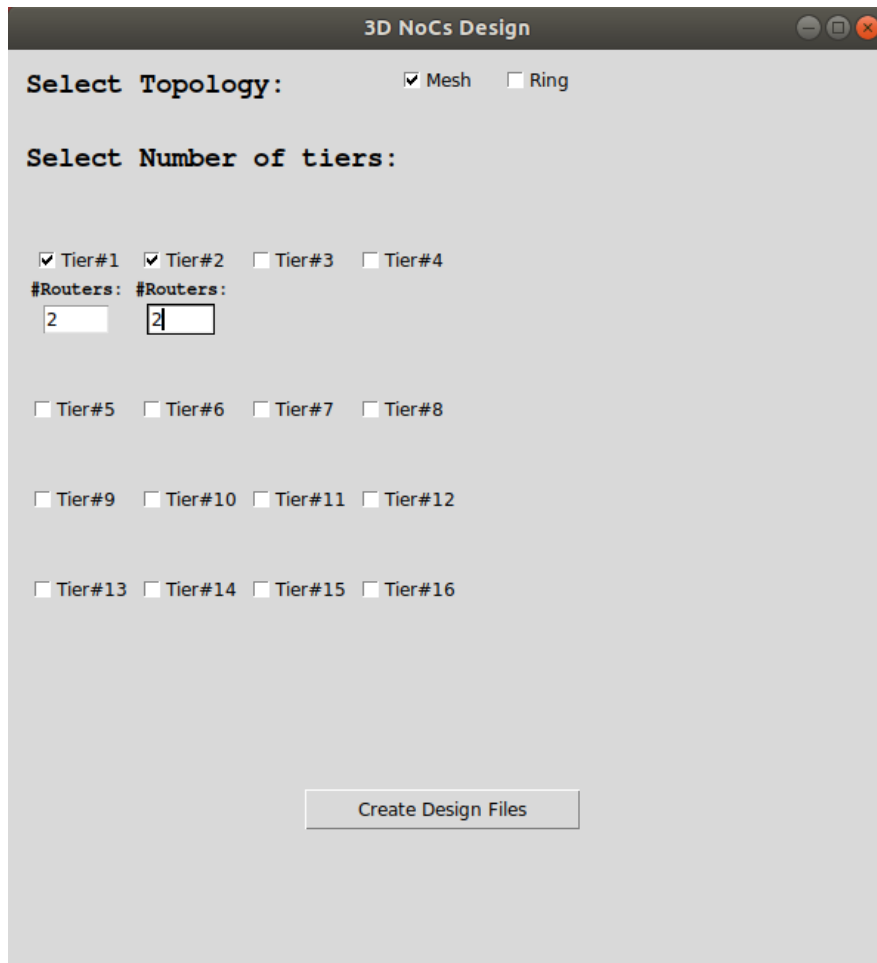 3D NoCs Design
Select Topology: Mesh Ring
Select Number of tiers:
Tier#1 Tier#2 Tier#3 Tier#4
#Routers: #Routers:
2 2
Tier#5 Tier#6 Tier#7 Tier#8
Tier#9 Tier#10 Tier#11 Tier#12
Tier#13 Tier#14 Tier#15 Tier#16
Create Design Files